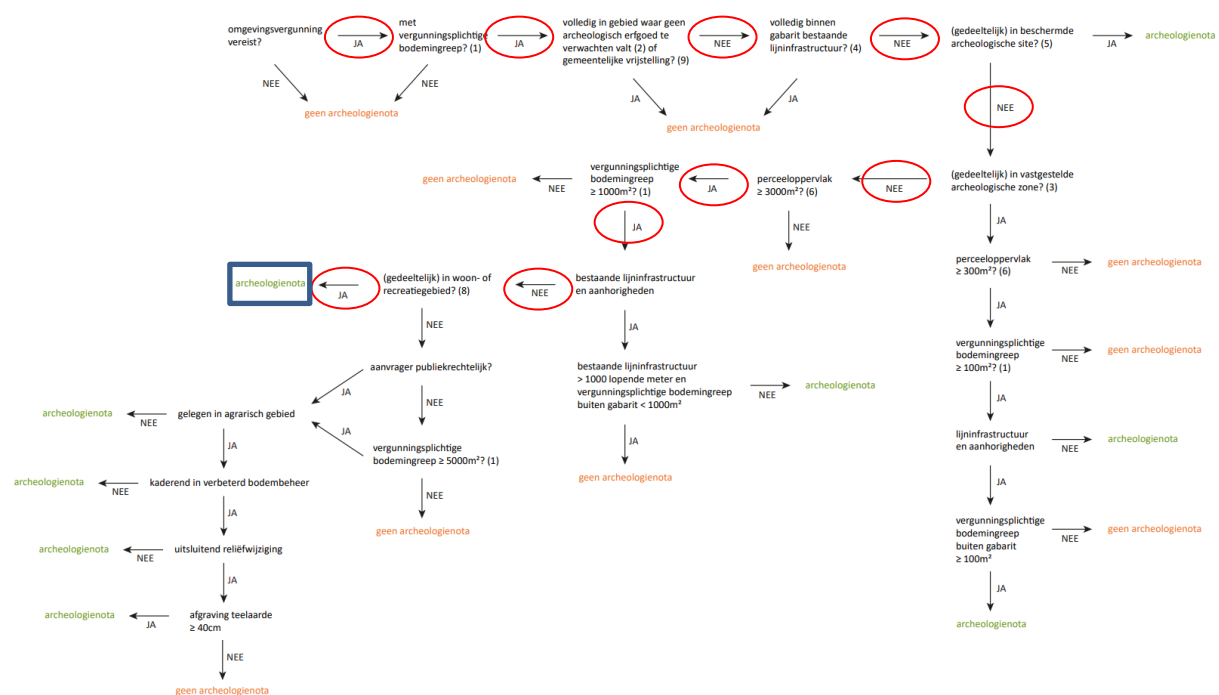 omgevingsvergunning
vereist?
JA
met
vergunningsplichtige
bodemingreep? (1)
JA
volledig in gebied waar geen
archeologisch erfgoed te
verwachten valt (2) of
gemeentelijke vrijstelling? (9)
NEE
volledig binnen
gabarit bestaande
lijninfrastructuur? (4)
NEE
(gedeeltelijk) in beschermde
archeologische site? (5)
JA
archeologienota
NEE
NEE
geen archeologienota
JA
JA
geen archeologienota
NEE
geen archeologienota
NEE
vergunningsplichtige
bodemingreep
≥ 1000m²? (1)
JA
perceeloppervlak
≥ 3000m²? (6)
NEE
(gedeeltelijk) in vastgestelde
archeologische zone? (3)
JA
NEE
JA
geen archeologienota
perceeloppervlak
≥ 300m²? (6)
NEE
geen archeologienota
archeologienota
JA
(gedeeltelijk) in woon- of
recreatiegebied? (8)
NEE
bestaande lijninfrastructuur
en aanhorigheden
NEE
JA
JA
vergunningsplichtige
bodemingreep
≥ 100m²? (1)
NEE
geen archeologienota
aanvrager publiekrechtelijk?
bestaande lijninfrastructuur
> 1000 lopende meter en
vergunningsplichtige bodemingreep
buiten gabarit < 1000m²
NEE
archeologienota
JA
NEE
JA
archeologienota
NEE
gelegen in agrarisch gebied
JA
vergunningsplichtige
bodemingreep ≥ 5000m²? (1)
JA
geen archeologienota
lijninfrastructuur
en aanhorigheden
NEE
archeologienota
JA
archeologienota
NEE
kaderend in verbeterd bodembeheer
NEE
geen archeologienota
JA
JA
vergunningsplichtige
bodemingreep
buiten gabarit
≥ 100m²
NEE
geen archeologienota
archeologienota
NEE
uitsluitend reliëfwijziging
JA
JA
archeologienota
archeologienota
JA
afgraving teelaarde
≥ 40cm
NEE
geen archeologienota